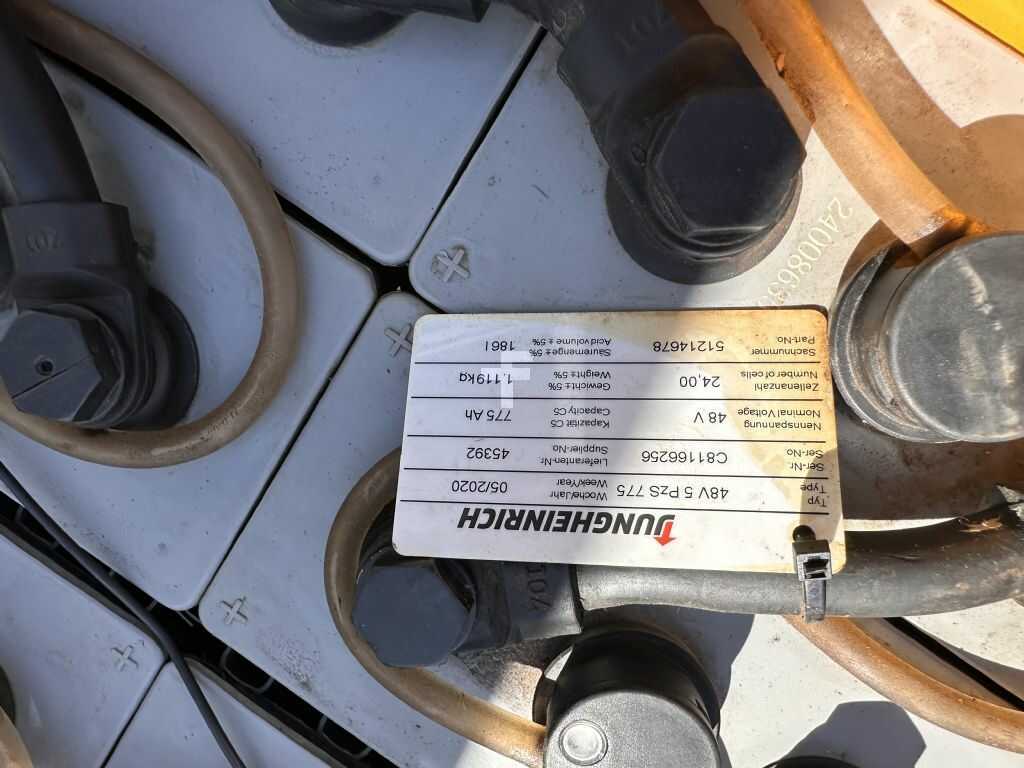 JUNGHEINRICH
Typ
Type
48V 5 PzS 775
Woche/Jahr
Week/Year
05/2020
Ser-Nr.
Ser-No.
C81166256
Lieferanten-Nr.
Supplier-No.
45392
Nennspannung
Nominal Voltage
48 V
Kapazität C5
Capacity C5
775 Ah
Zellenanzahl
Number of cells
24,00
Gewicht± 5%
Weight± 5%
1.119kg
Sachnummer
Part-No.
51214678
Säuremenge± 5%
Acid volume ± 5%
186 l
104